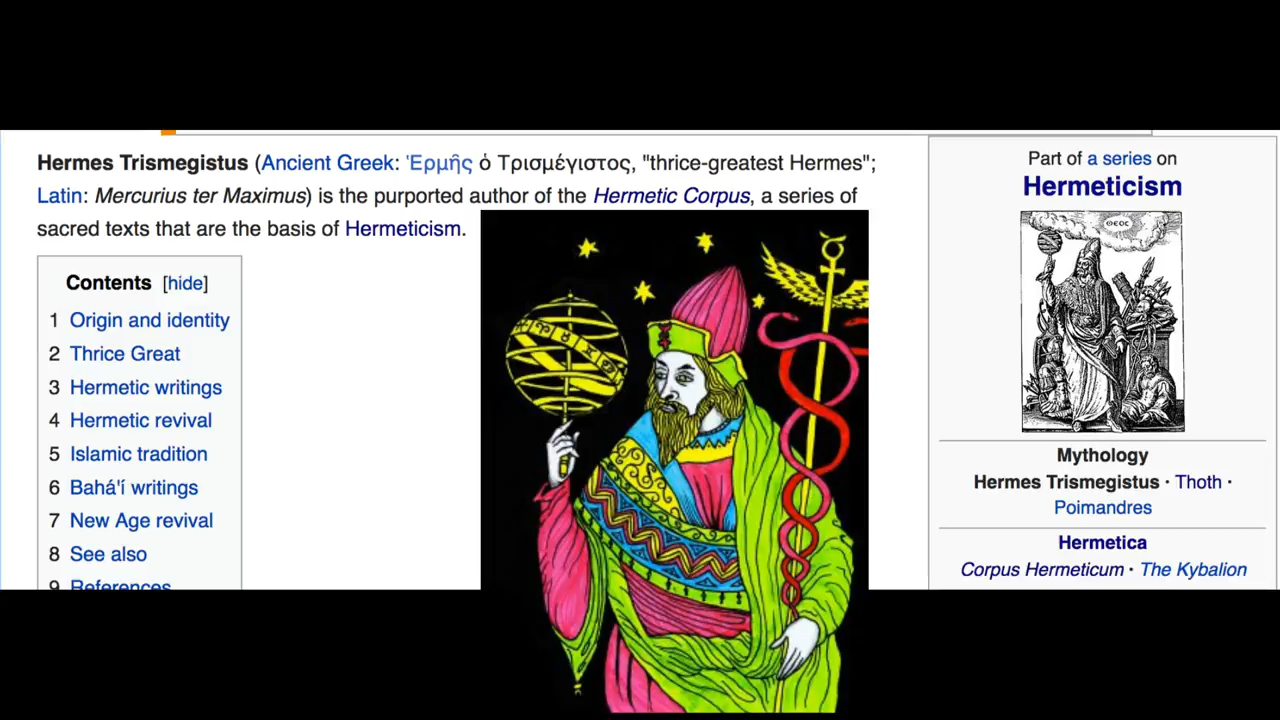 Hermes Trismegistus (Ancient Greek: Ἑρμῆς ὁ Τρισμέγιστος, "thrice-greatest Hermes";
Latin: Mercurius ter Maximus) is the purported author of the Hermetic Corpus, a series of
sacred texts that are the basis of Hermeticism.
Contents [hide]
1 Origin and identity
2 Thrice Great
3 Hermetic writings
4 Hermetic revival
5 Islamic tradition
6 Bahá'í writings
7 New Age revival
8 See also
9 References
Part of a series on
Hermeticism
ΘΕΟΣ
Mythology
Hermes Trismegistus · Thoth ·
Poimandres
Hermetica
Corpus Hermeticum · The Kybalion